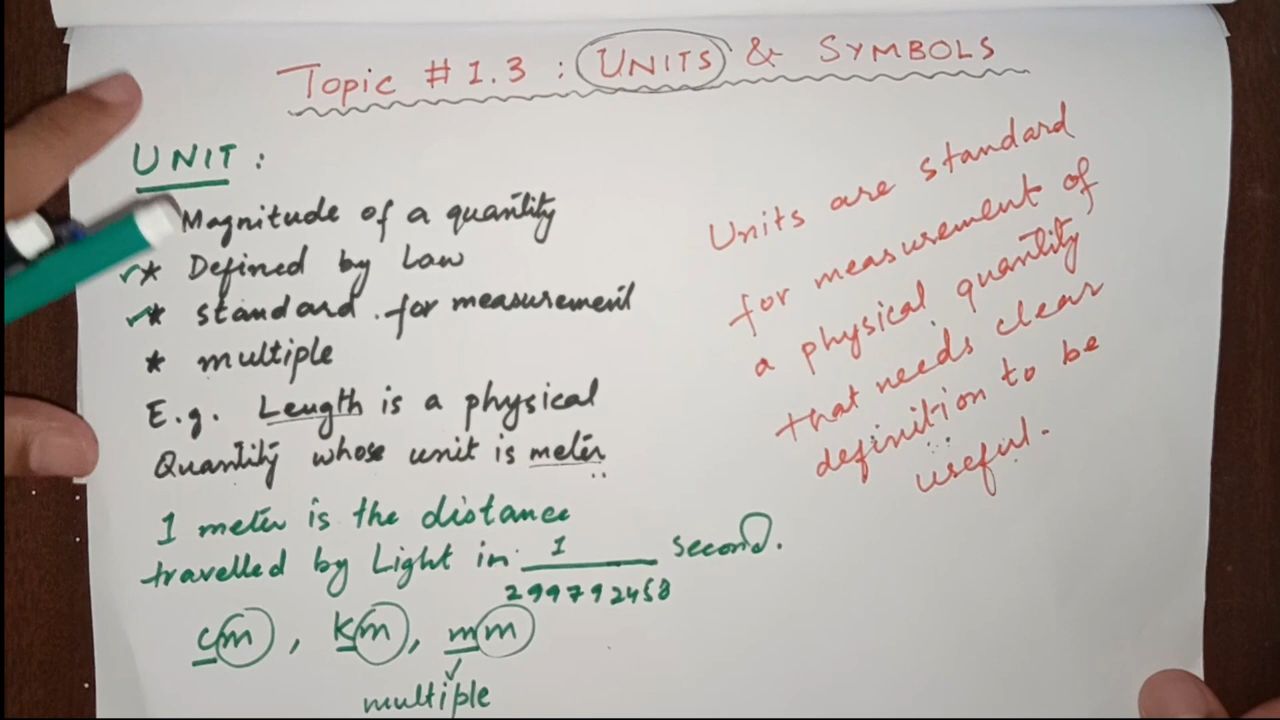 Topic # 1.3 : UNITS & SYMBOLS
UNIT :
Magnitude of a quantity
* Defined by Law
* standard for measurement
* multiple
E.g. Length is a physical
Quantity whose unit is meter
1 meter is the distance
travelled by Light in 1/299792458 second.
cm, km, mm
multiple
Units are standard
for measurement of
a physical quantity
that needs clear
definition to be
useful.